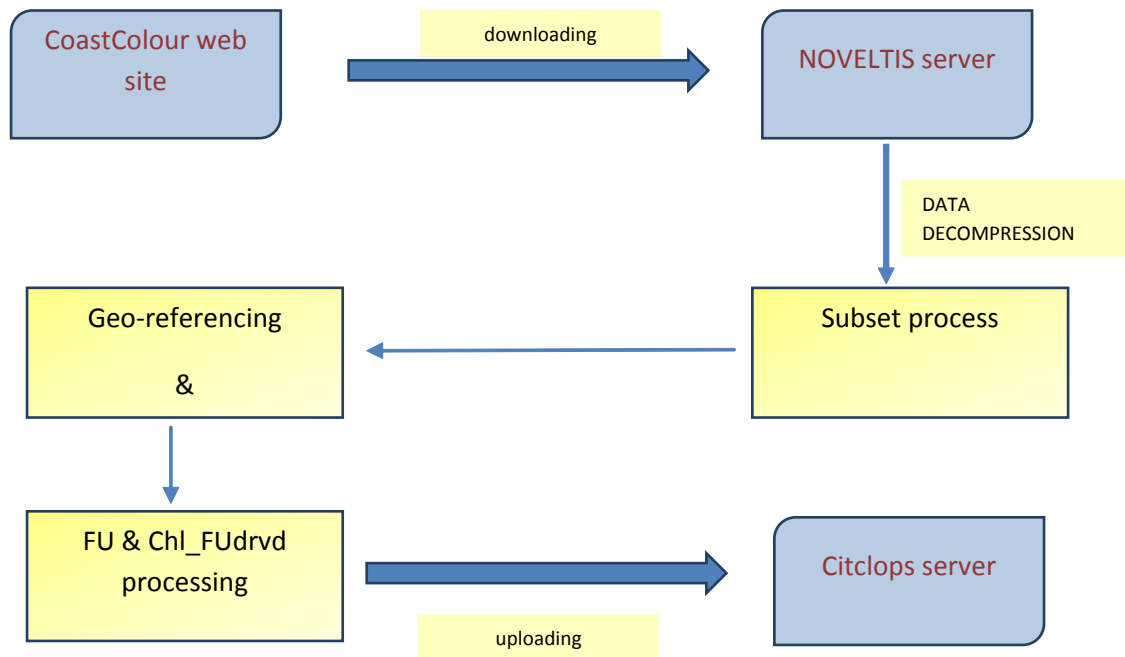 CoastColour web
site
downloading
NOVELTIS server
DATA
DECOMPRESSION
Subset process
Geo-referencing
&
FU & Chl_FUdrvd
processing
uploading
Citclops server